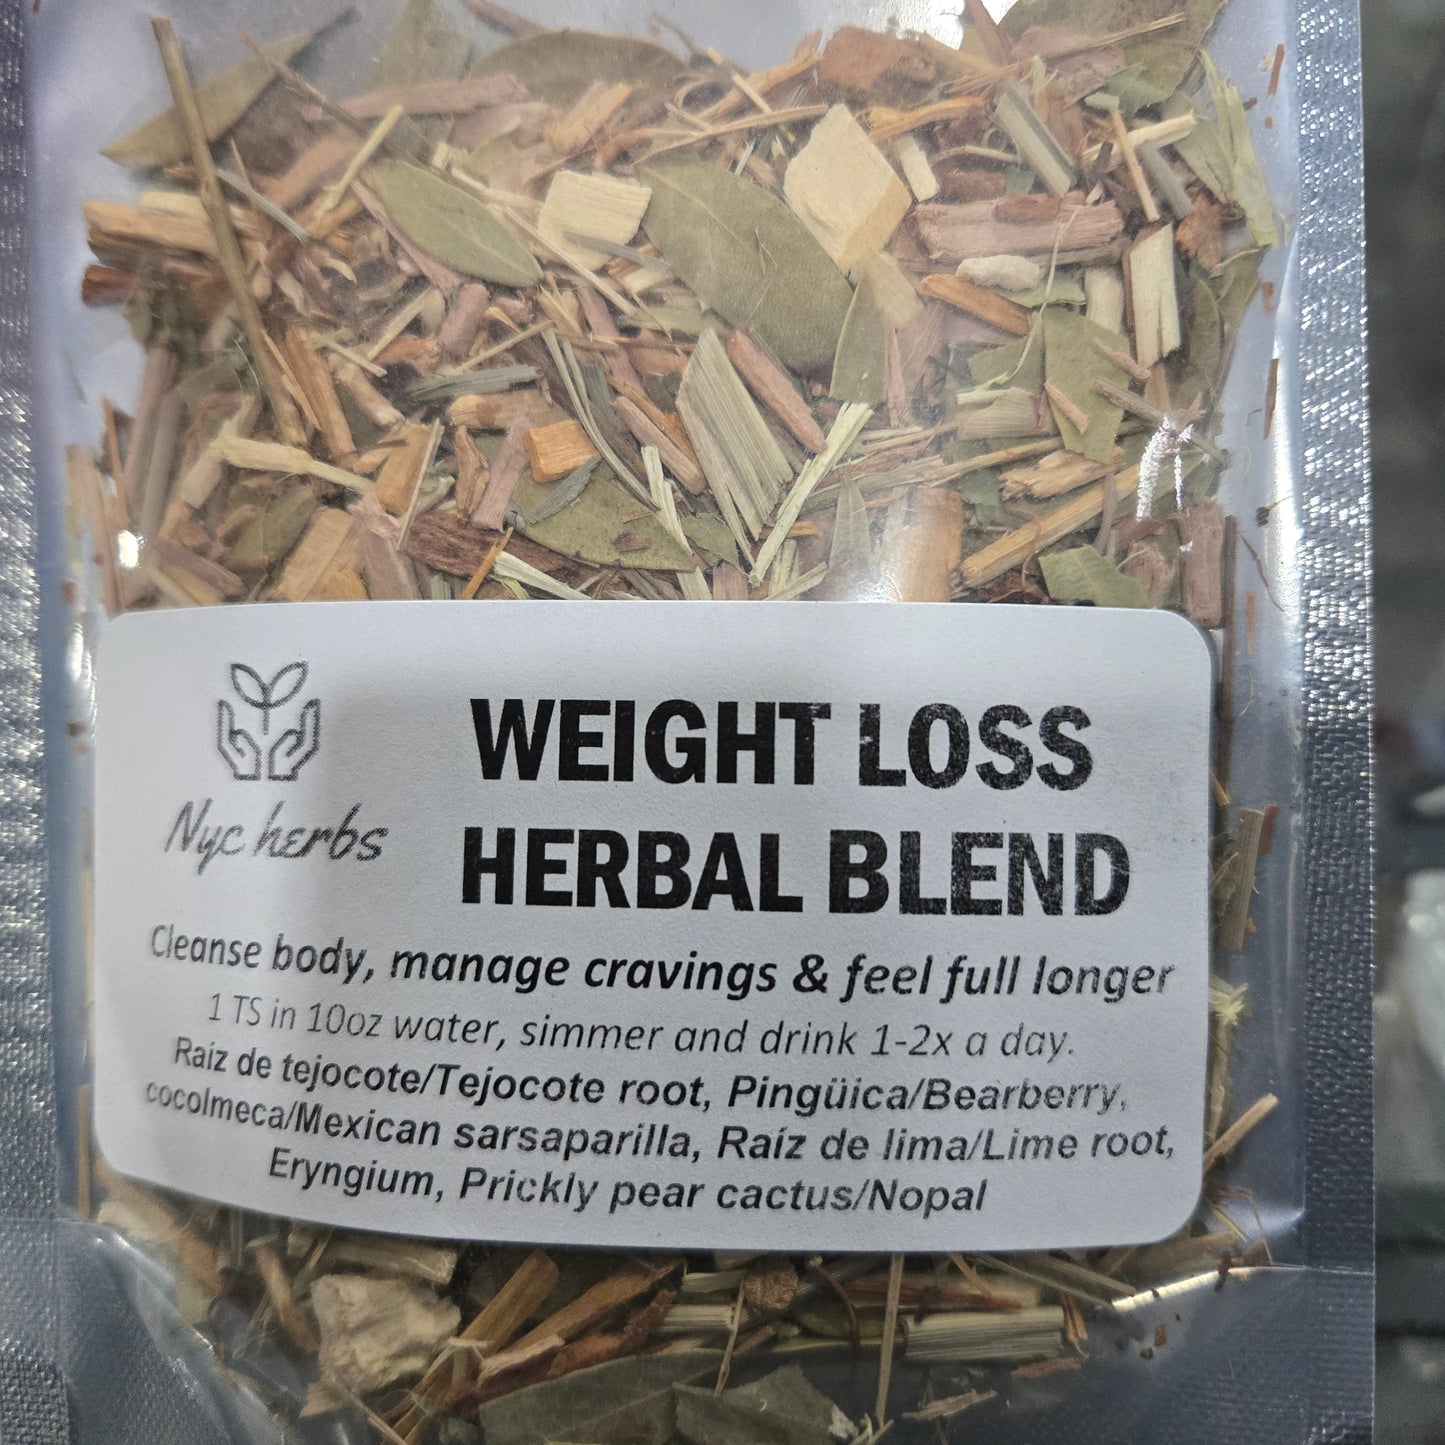 Nyc herbs
WEIGHT LOSS
HERBAL BLEND
Cleanse body, manage cravings & feel full longer
1 TS in 10oz water, simmer and drink 1-2x a day.
Raíz de tejocote/Tejocote root, Pingüica/Bearberry,
cocolmeca/Mexican sarsaparilla, Raíz de lima/Lime root,
Eryngium, Prickly pear cactus/Nopal